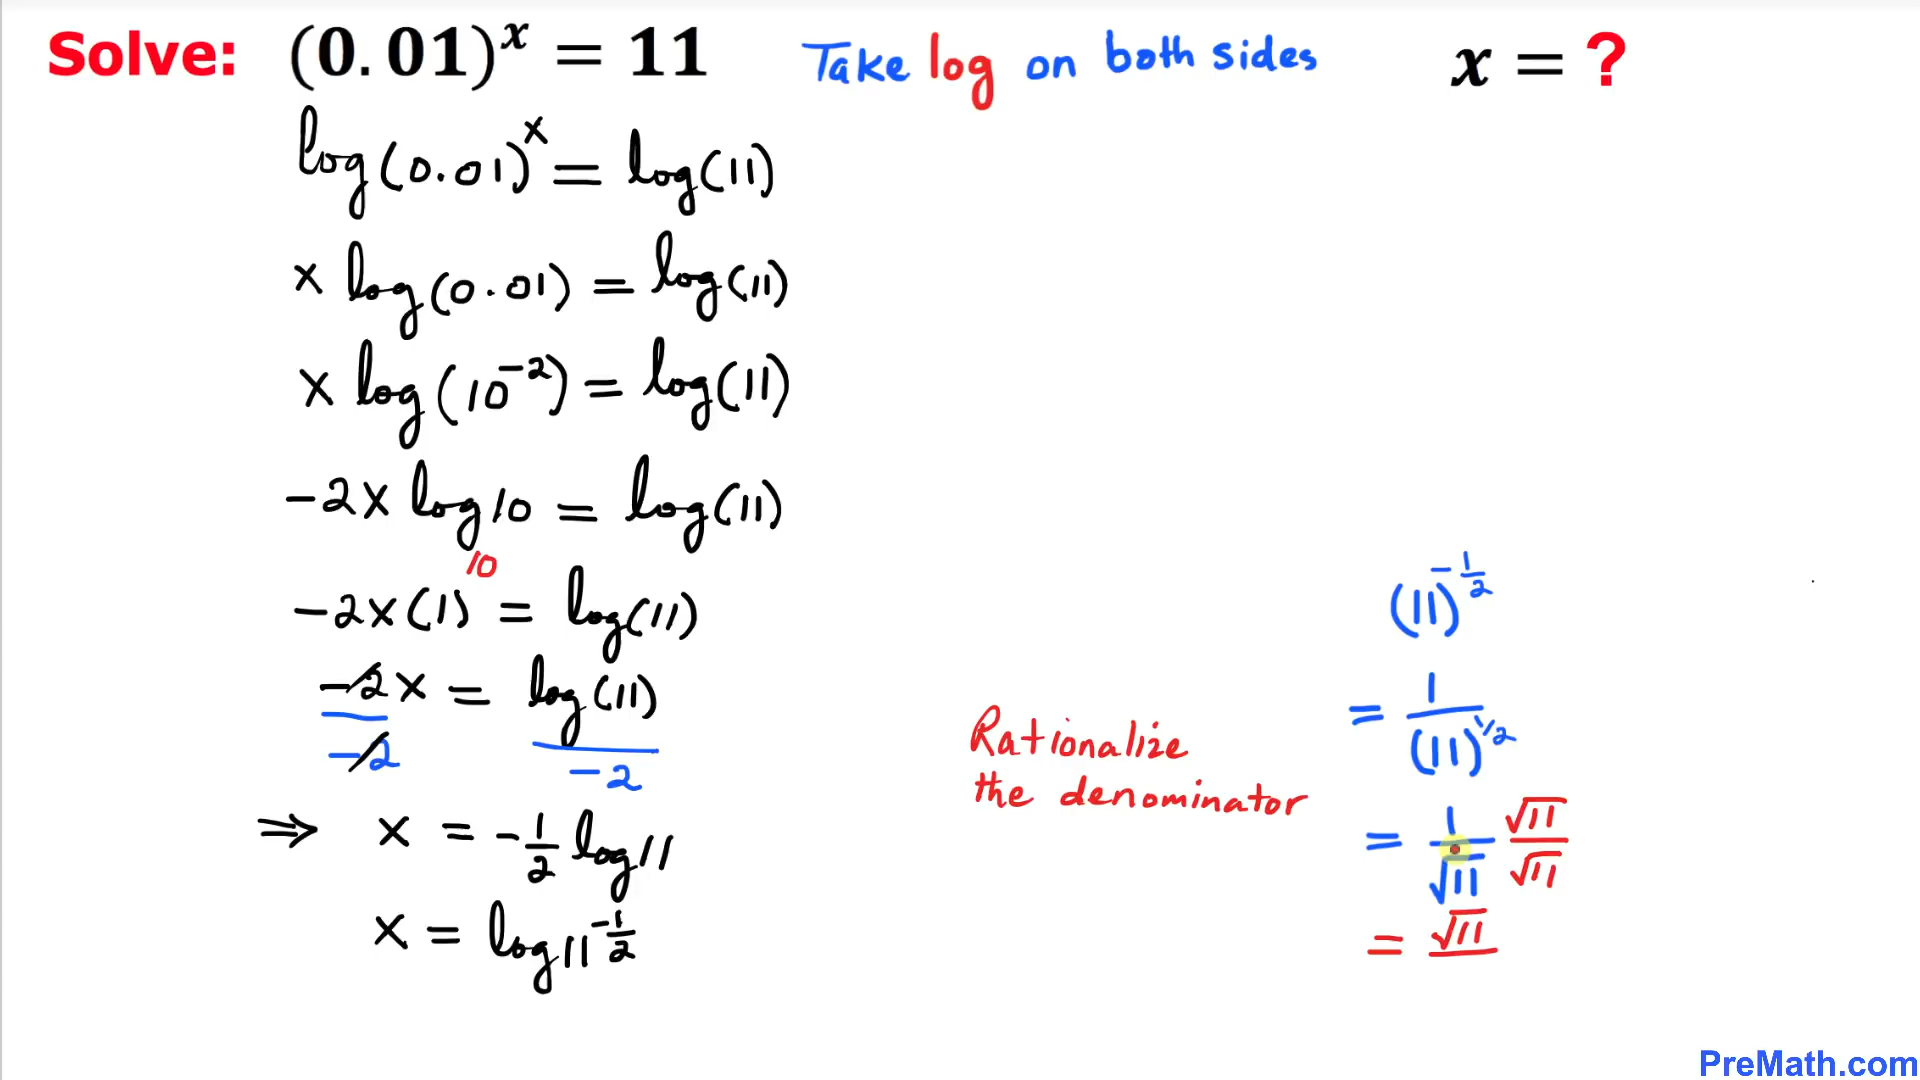 Solve: (0.01)^x = 11 Take log on both sides x = ?
log(0.01)^x = log(11)
x log(0.01) = log(11)
x log(10^-2) = log(11)
-2x log₁₀10 = log(11)
-2x(1) = log(11)
-2x/-2 = log(11)/-2
⇒ x = -1/2 log11
x = log11^-1/2
(11)^-1/2
= 1/(11)^1/2
Rationalize
the denominator
= 1/√11 √11/√11
= √11
PreMath.com